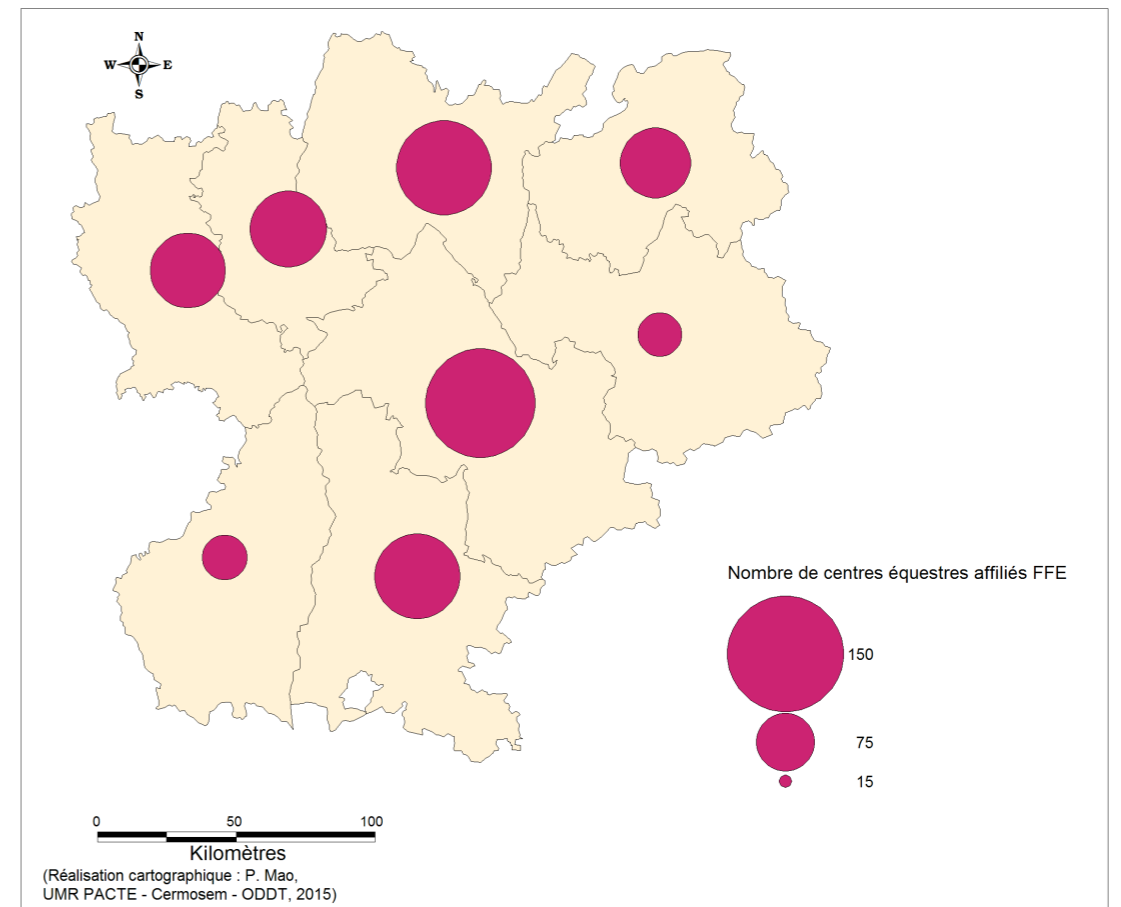 N
W E
S
Nombre de centres équestres affiliés FFE
150
75
15
0 50 100
Kilomètres
(Réalisation cartographique : P. Mao,
UMR PACTE - Cermosem - ODDT, 2015)